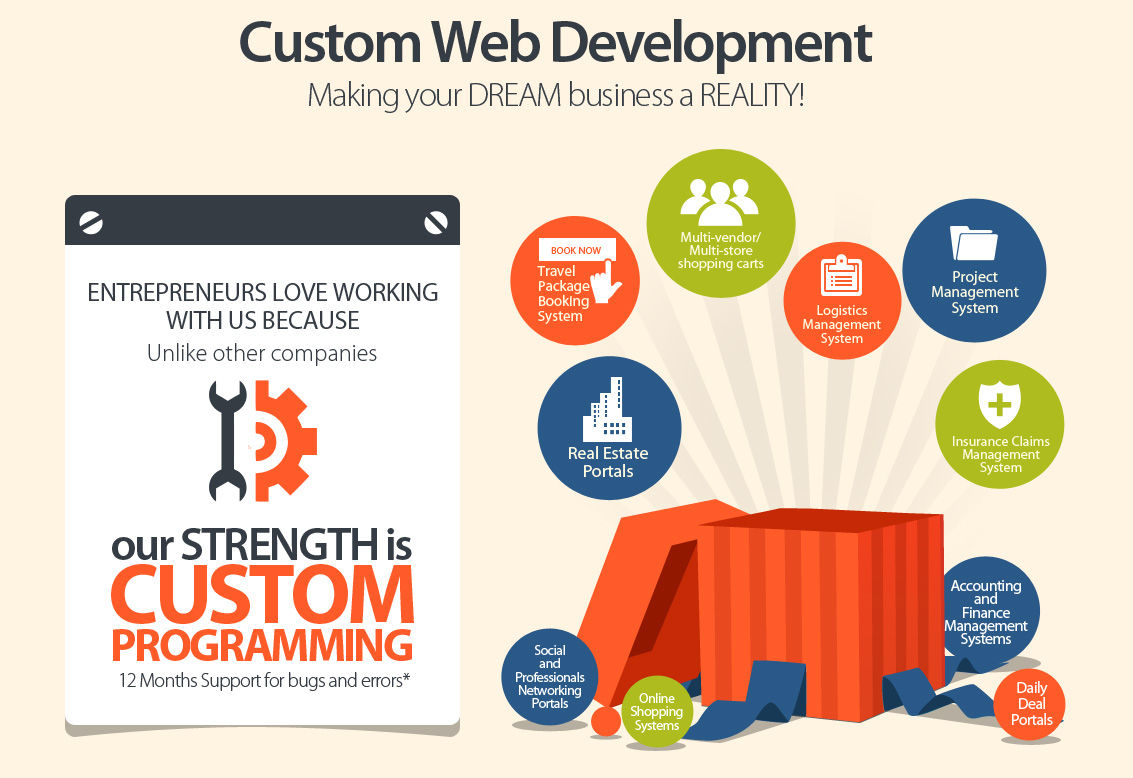 Custom Web Development
Making your DREAM business a REALITY!
ENTREPRENEURS LOVE WORKING
WITH US BECAUSE
Unlike other companies
our STRENGTH is
CUSTOM
PROGRAMMING
12 Months Support for bugs and errors*
BOOK NOW
Travel
Package
Booking
System
Multi-vendor/
Multi-store
shopping carts
Logistics
Management
System
Project
Management
System
Real Estate
Portals
Insurance Claims
Management
System
Accounting
and
Finance
Management
Systems
Social
and
Professionals
Networking
Portals
Online
Shopping
Systems
Daily
Deal
Portals